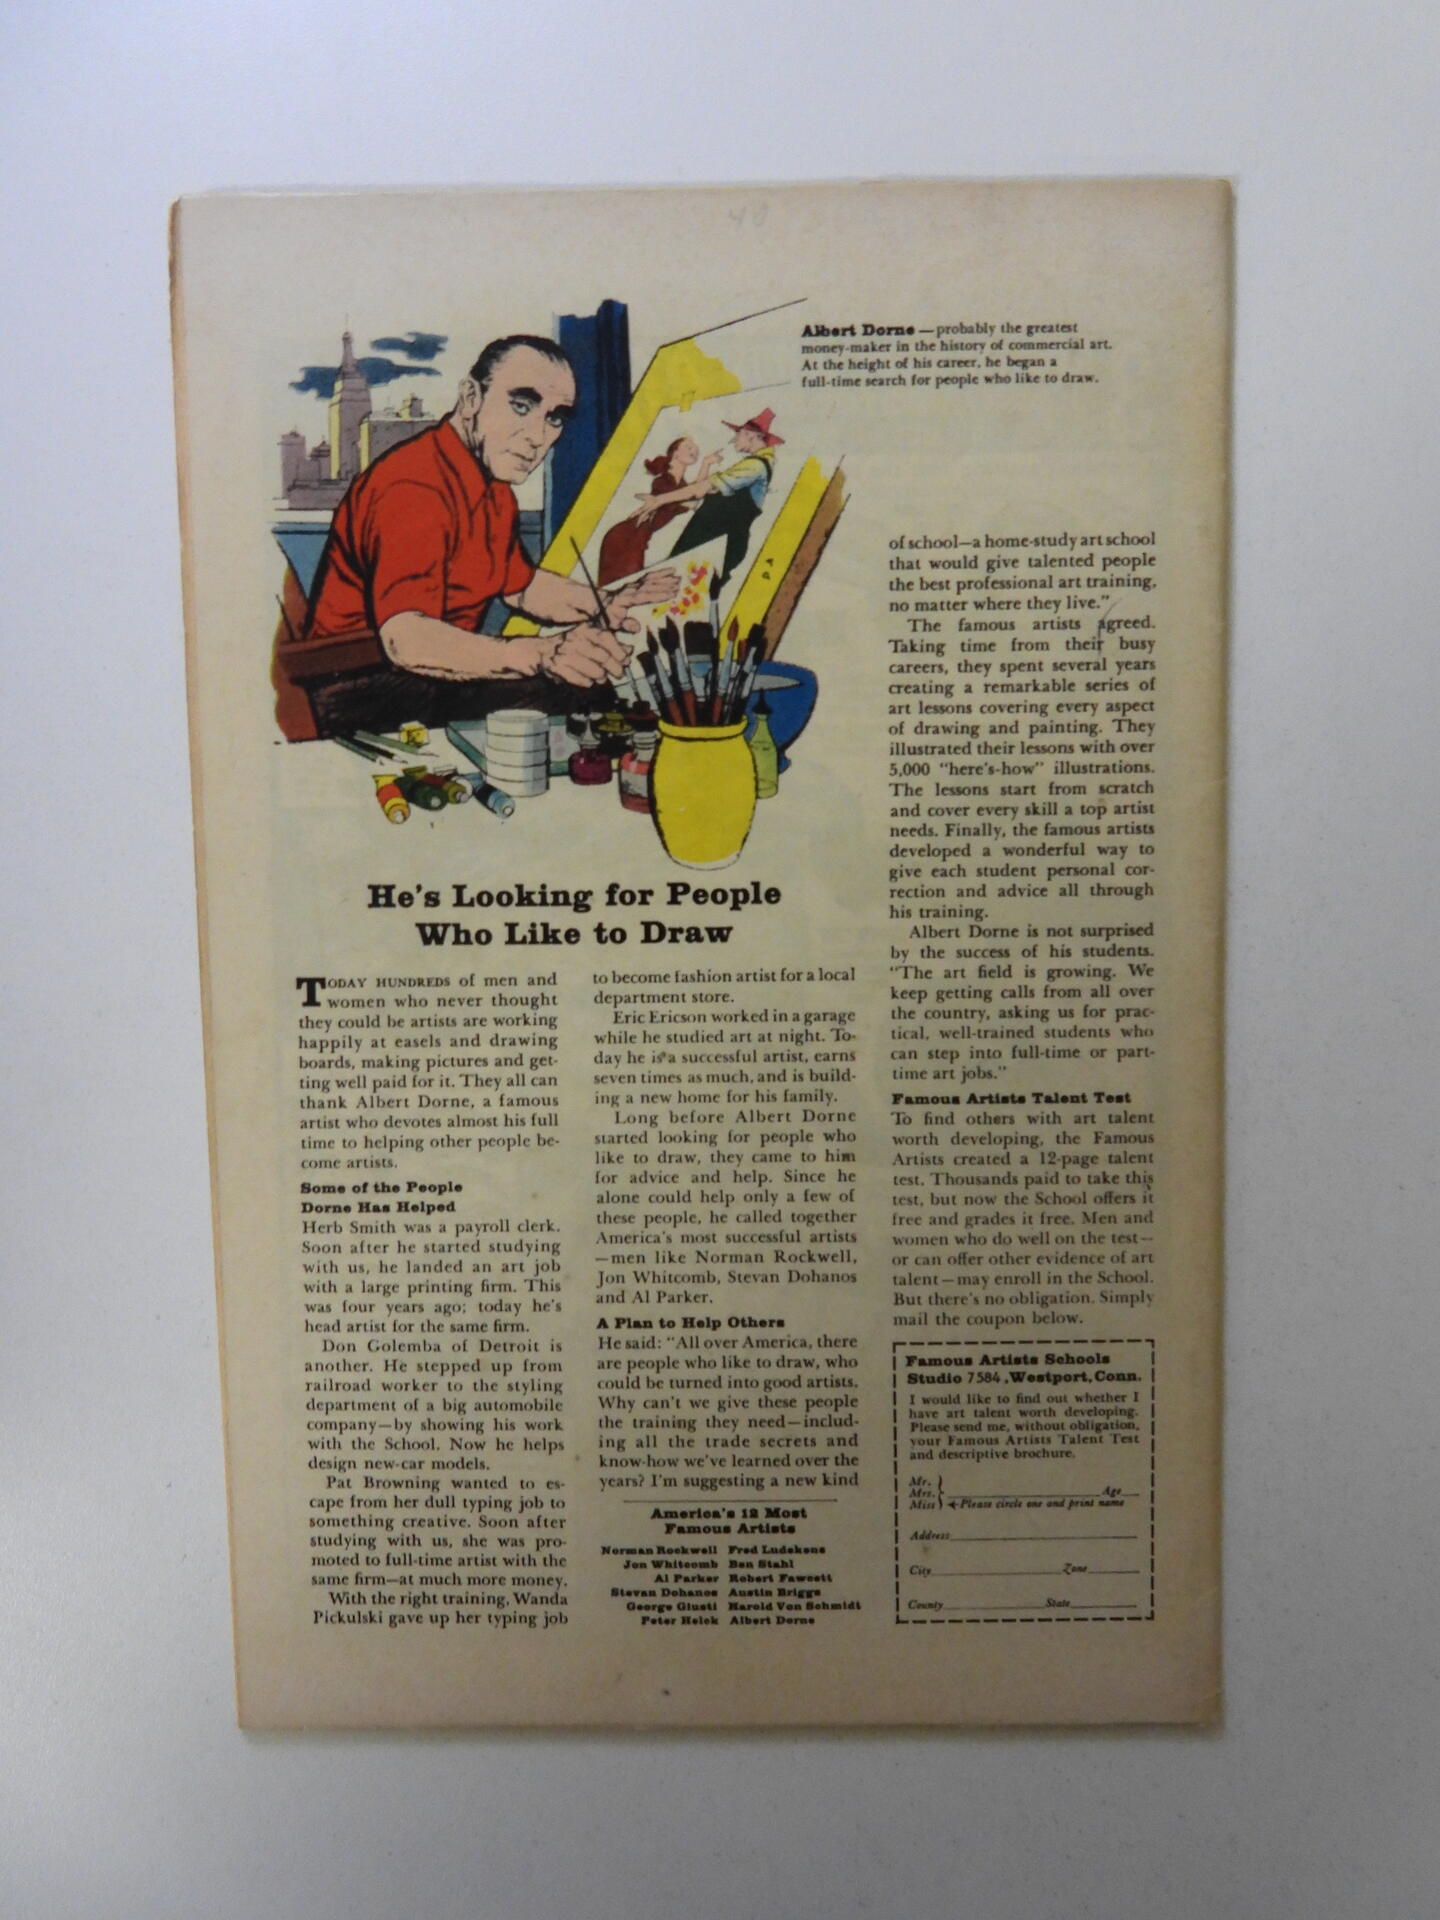 40
Albert Dorne—probably the greatest
money-maker in the history of commercial art.
At the height of his career, he began a
full-time search for people who like to draw.
He's Looking for People
Who Like to Draw
TODAY HUNDREDS of men and
women who never thought
they could be artists are working
happily at easels and drawing
boards, making pictures and get-
ting well paid for it. They all can
thank Albert Dorne, a famous
artist who devotes almost his full
time to helping other people be-
come artists.
Some of the People
Dorne Has Helped
Herb Smith was a payroll clerk.
Soon after he started studying
with us, he landed an art job
with a large printing firm. This
was four years ago; today he's
head artist for the same firm.
Don Golemba of Detroit is
another. He stepped up from
railroad worker to the styling
department of a big automobile
company—by showing his work
with the School. Now he helps
design new-car models.
Pat Browning wanted to es-
cape from her dull typing job to
something creative. Soon after
studying with us, she was pro-
moted to full-time artist with the
same firm—at much more money.
With the right training, Wanda
Pickulski gave up her typing job
to become fashion artist for a local
department store.
Eric Ericson worked in a garage
while he studied art at night. To-
day he is a successful artist, earns
seven times as much, and is build-
ing a new home for his family.
Long before Albert Dorne
started looking for people who
like to draw, they came to him
for advice and help. Since he
alone could help only a few of
these people, he called together
America's most successful artists
—men like Norman Rockwell,
Jon Whitcomb, Stevan Dohanos
and Al Parker.
A Plan to Help Others
He said: "All over America, there
are people who like to draw, who
could be turned into good artists.
Why can't we give these people
the training they need—includ-
ing all the trade secrets and
know-how we've learned over the
years? I'm suggesting a new kind
America's 12 Most
Famous Artists
Norman Rockwell Fred Ludekens
Jon Whitcomb Ben Stahl
Al Parker Robert Fawcett
Stevan Dohanos Austin Briggs
George Giusti Harold Von Schmidt
Peter Helck Albert Dorne
of school—a home-study art school
that would give talented people
the best professional art training,
no matter where they live."
The famous artists agreed.
Taking time from their busy
careers, they spent several years
creating a remarkable series of
art lessons covering every aspect
of drawing and painting. They
illustrated their lessons with over
5,000 "here's-how" illustrations.
The lessons start from scratch
and cover every skill a top artist
needs. Finally, the famous artists
developed a wonderful way to
give each student personal cor-
rection and advice all through
his training.
Albert Dorne is not surprised
by the success of his students.
"The art field is growing. We
keep getting calls from all over
the country, asking us for prac-
tical, well-trained students who
can step into full-time or part-
time art jobs."
Famous Artists Talent Test
To find others with art talent
worth developing, the Famous
Artists created a 12-page talent
test. Thousands paid to take this
test, but now the School offers it
free and grades it free. Men and
women who do well on the test—
or can offer other evidence of art
talent—may enroll in the School.
But there's no obligation. Simply
mail the coupon below.
Famous Artists Schools
Studio 7584, Westport, Conn.
I would like to find out whether I
have art talent worth developing.
Please send me, without obligation,
your Famous Artists Talent Test
and descriptive brochure.
Mr.
Mrs. Age
Miss Please circle one and print name
Address
City Zone
County State